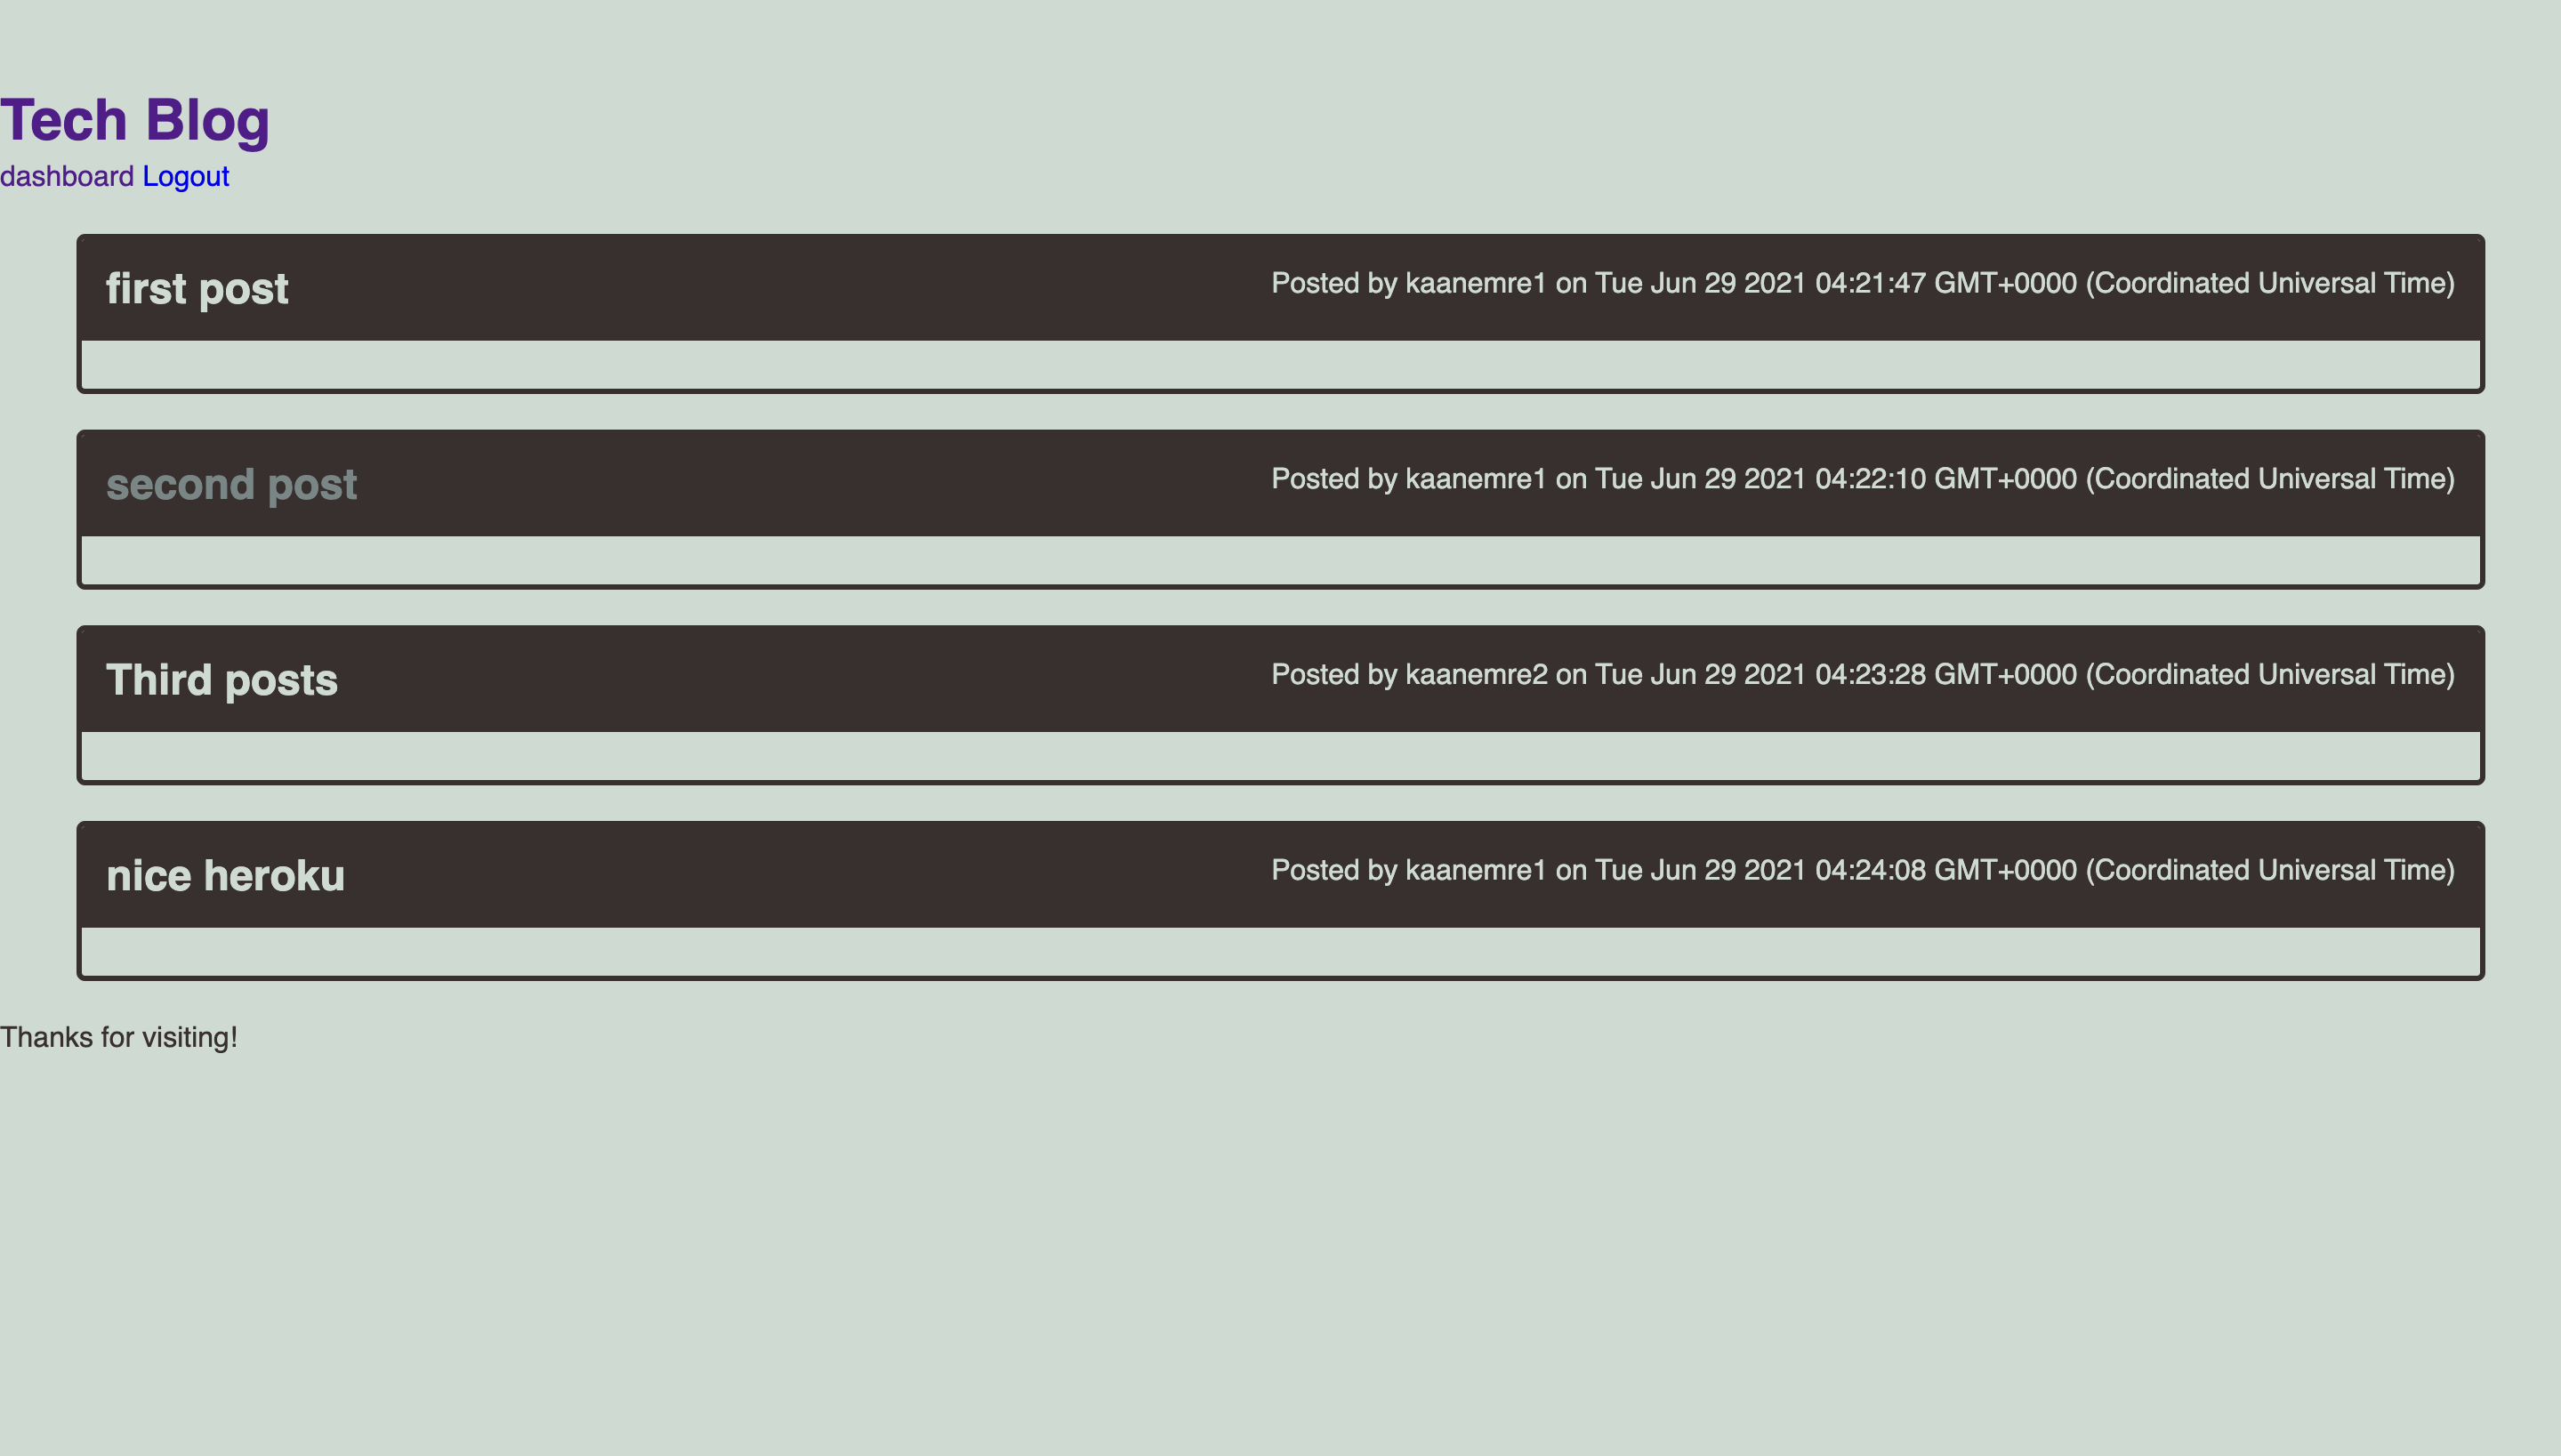 Tech Blog
dashboard Logout
first post Posted by kaanemre1 on Tue Jun 29 2021 04:21:47 GMT+0000 (Coordinated Universal Time)
second post Posted by kaanemre1 on Tue Jun 29 2021 04:22:10 GMT+0000 (Coordinated Universal Time)
Third posts Posted by kaanemre2 on Tue Jun 29 2021 04:23:28 GMT+0000 (Coordinated Universal Time)
nice heroku Posted by kaanemre1 on Tue Jun 29 2021 04:24:08 GMT+0000 (Coordinated Universal Time)
Thanks for visiting!